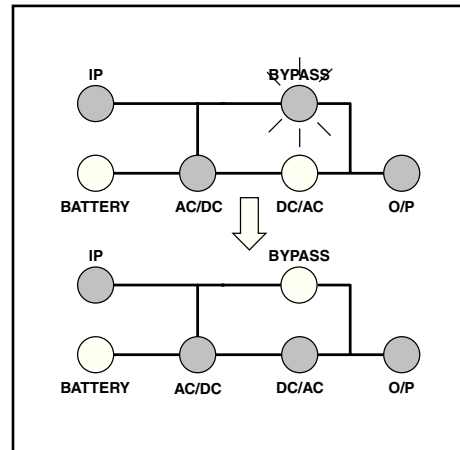 IP
BYPASS
BATTERY AC/DC DC/AC O/P
IP
BYPASS
BATTERY AC/DC DC/AC O/P